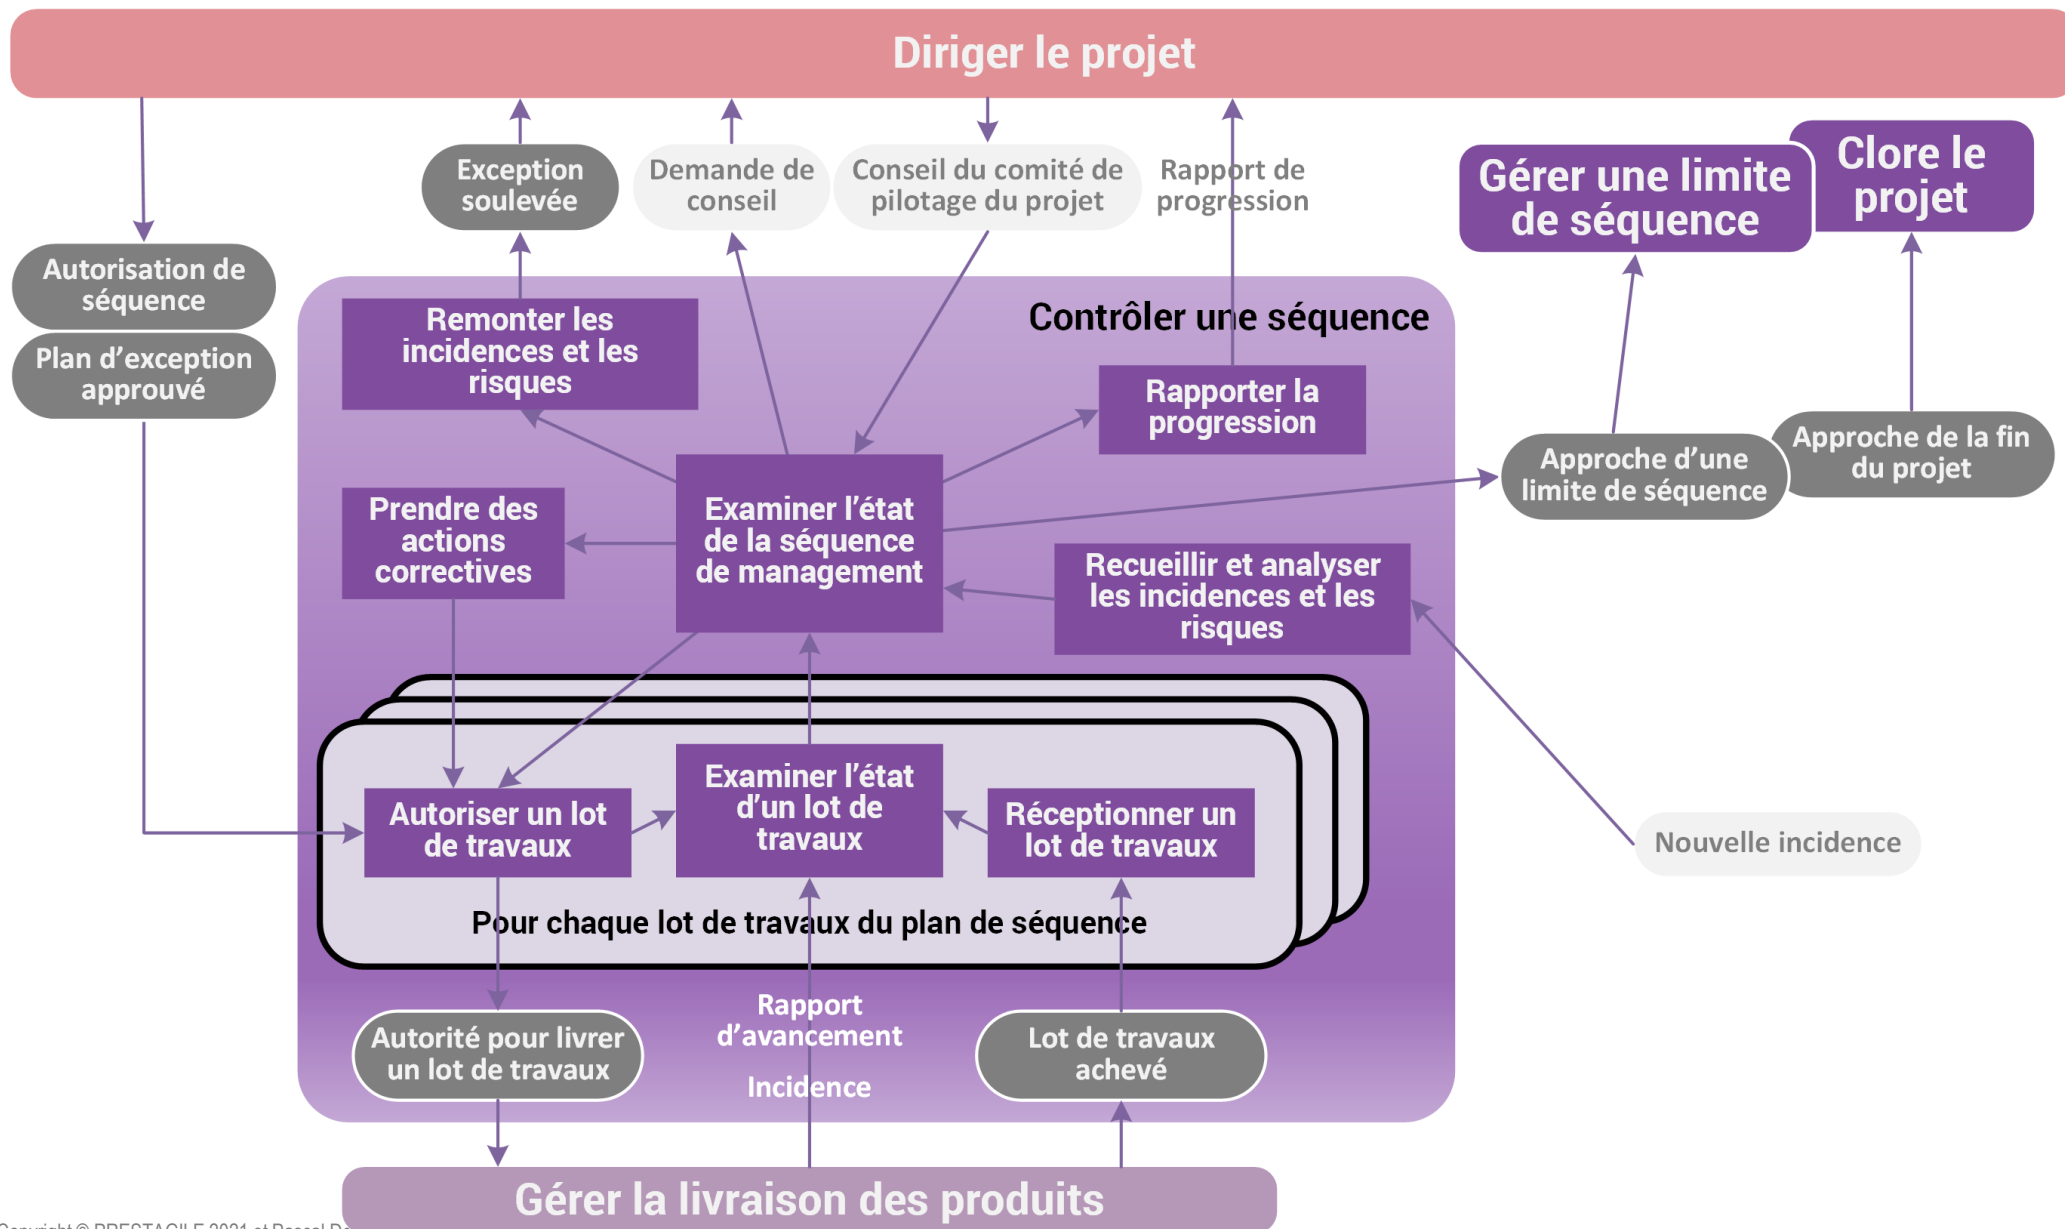 Diriger le projet
Exception
soulevée
Demande de
conseil
Conseil du comité de
pilotage du projet
Rapport de
progression
Gérer une limite
de séquence
Clore le
projet
Autorisation de
séquence
Plan d’exception
approuvé
Remonter les
incidences et les
risques
Contrôler une séquence
Rapporter la
progression
Approche d’une
limite de séquence
Approche de la fin
du projet
Prendre des
actions
correctives
Examiner l’état
de la séquence
de management
Recueillir et analyser
les incidences et les
risques
Autoriser un lot
de travaux
Examiner l’état
d’un lot de
travaux
Réceptionner un
lot de travaux
Nouvelle incidence
Pour chaque lot de travaux du plan de séquence
Autorité pour livrer
un lot de travaux
Rapport
d’avancement
Incidence
Lot de travaux
achevé
Gérer la livraison des produits
Copyright © PRESTAGILE 2021 et Pascal